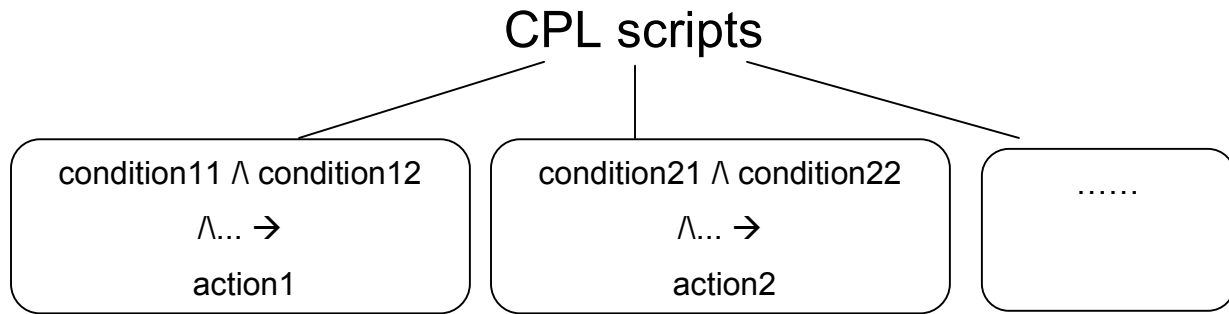 CPL scripts
condition11 /\ condition12
/\... →
action1
condition21 /\ condition22
/\... →
action2
......